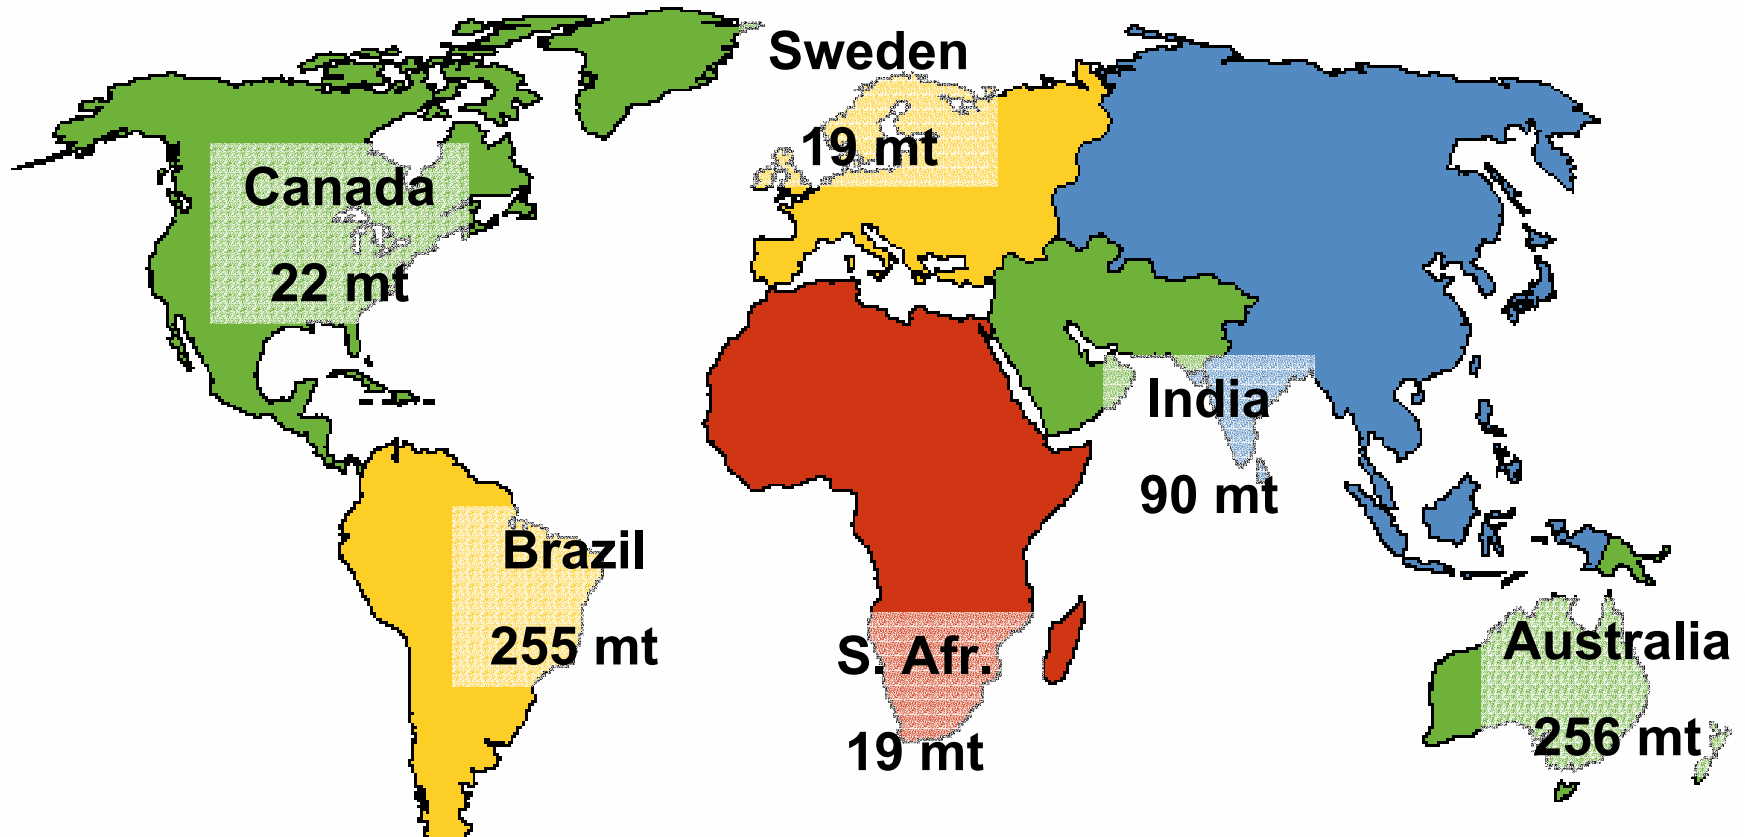 Sweden
19 mt
Canada
22 mt
India
90 mt
Brazil
255 mt
S. Afr.
19 mt
Australia
256 mt